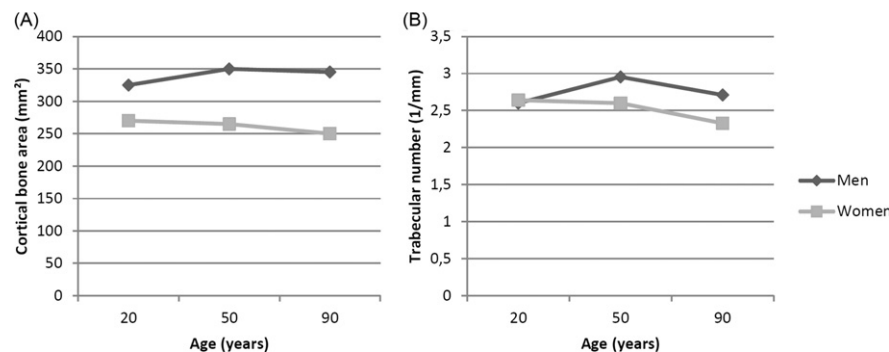 (A)
Cortical bone area (mm²)
400
350
300
250
200
150
100
50
0
20 50 90
Age (years)
(B)
Trabecular number (1/mm)
3,5
3
2,5
2
1,5
1
0,5
0
20 50 90
Age (years)
Men
Women